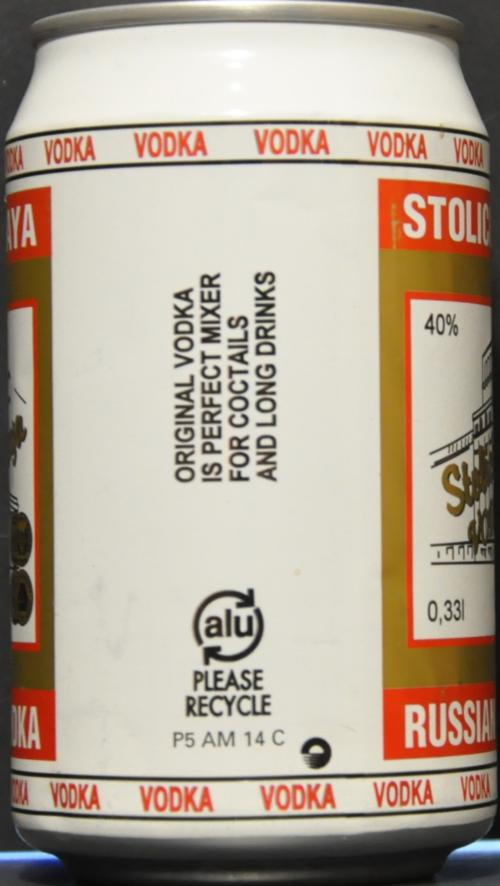 VODKA VODKA VODKA VODKA VODKA
AYA
STOLIC
40%
ORIGINAL VODKA
IS PERFECT MIXER
FOR COCTAILS
AND LONG DRINKS
0,33l
alu
PLEASE
RECYCLE
P5 AM 14 C
DKA
RUSSIAN
VODKA VODKA VODKA VODKA VODKA